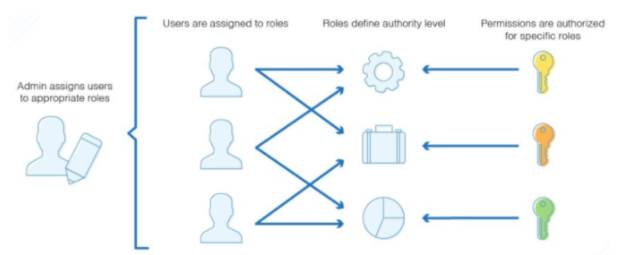 Users are assigned to roles
Roles define authority level
Permissions are authorized
for specific roles
Admin assigns users
to appropriate roles